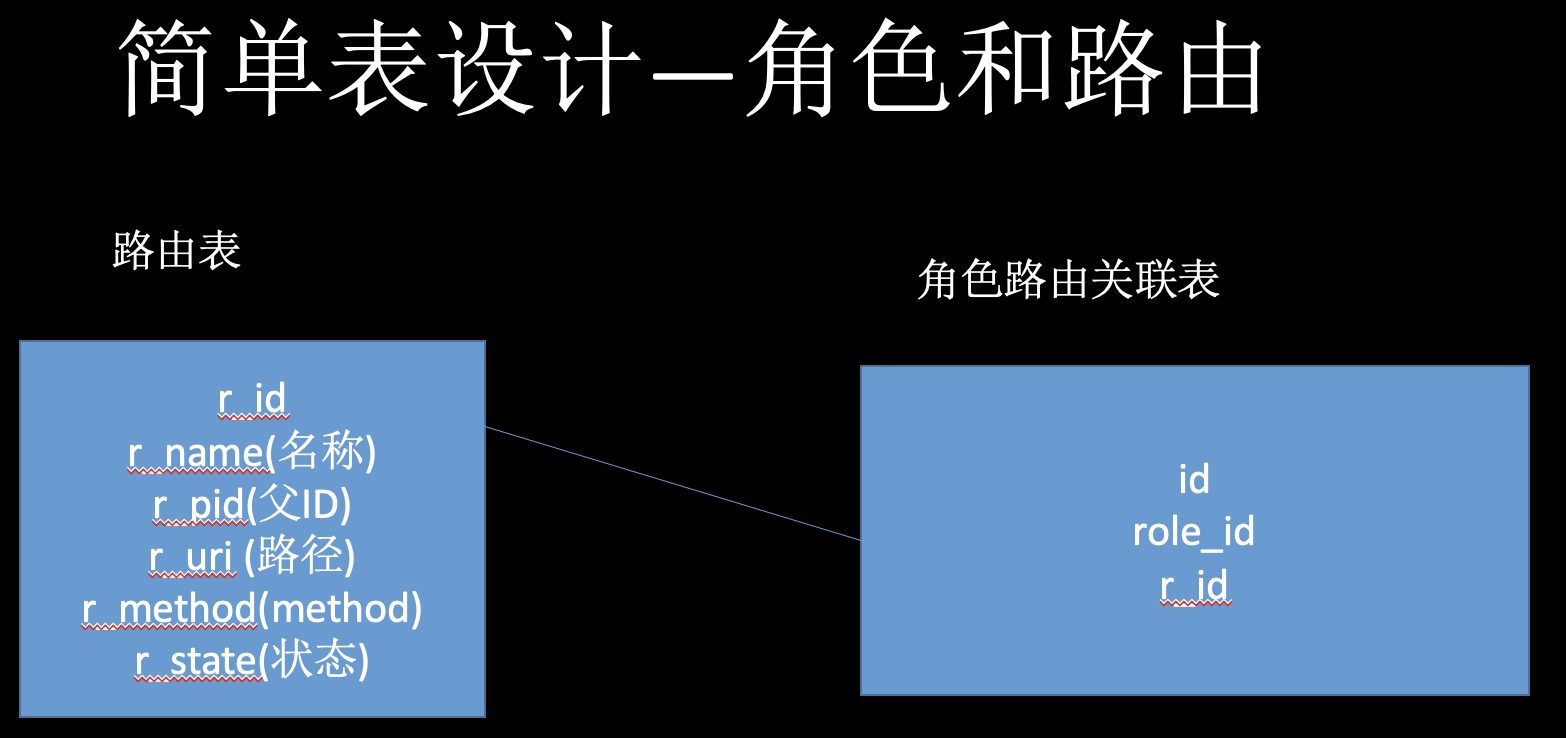 简单表设计—角色和路由
路由表
r_id
r_name(名称)
r_pid(父ID)
r_uri (路径)
r_method(method)
r_state(状态)
角色路由关联表
id
role_id
r_id